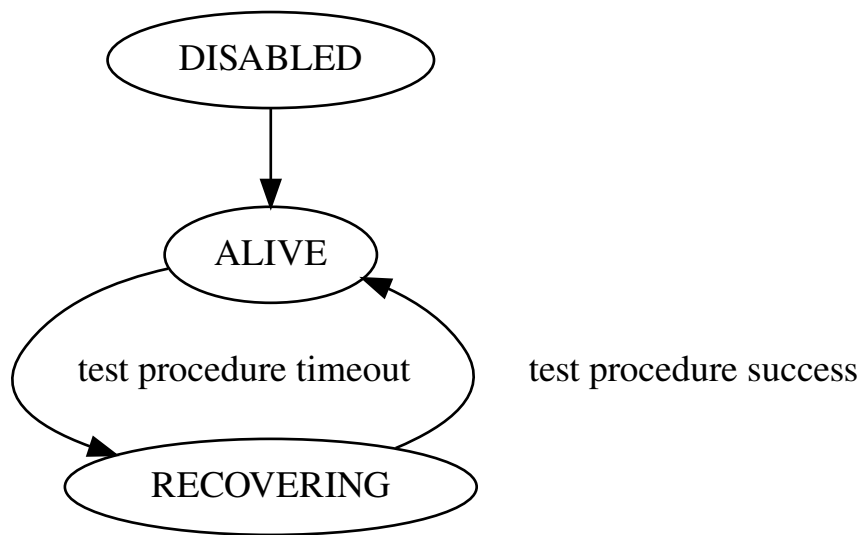 DISABLED
ALIVE
test procedure timeout
test procedure success
RECOVERING